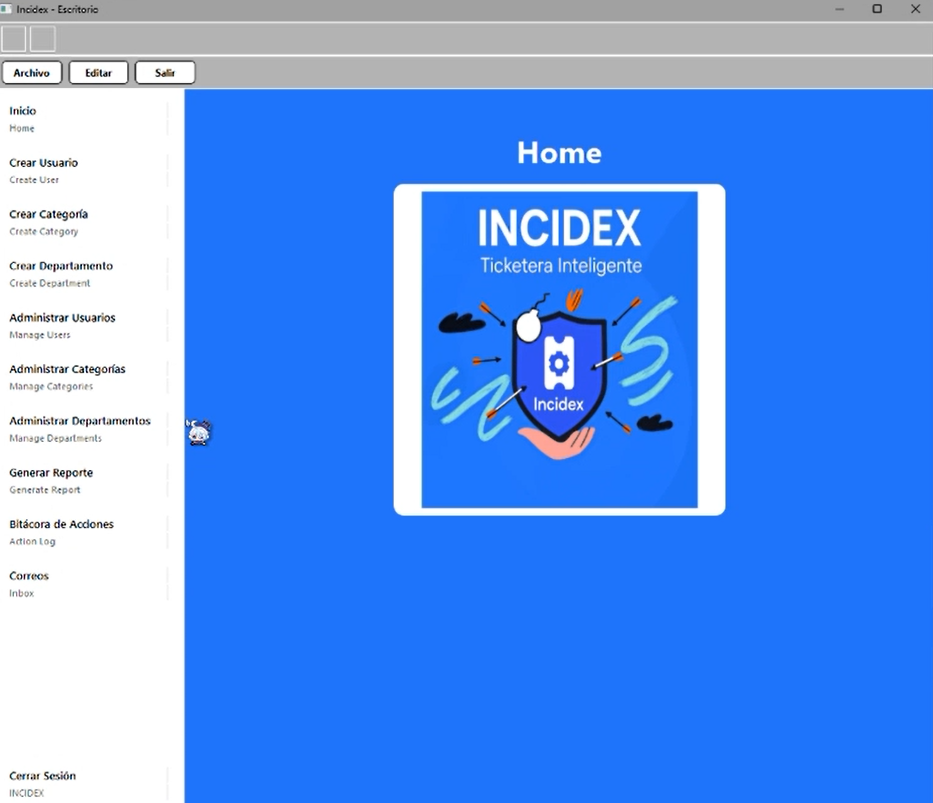 Incidex - Escritorio
Archivo Editar Salir
Inicio
Home
Crear Usuario
Create User
Crear Categoría
Create Category
Crear Departamento
Create Department
Administrar Usuarios
Manage Users
Administrar Categorías
Manage Categories
Administrar Departamentos
Manage Departments
Generar Reporte
Generate Report
Bitácora de Acciones
Action Log
Correos
Inbox
Cerrar Sesión
INCIDEX
Home
INCIDEX
Ticketera Inteligente
Incidex